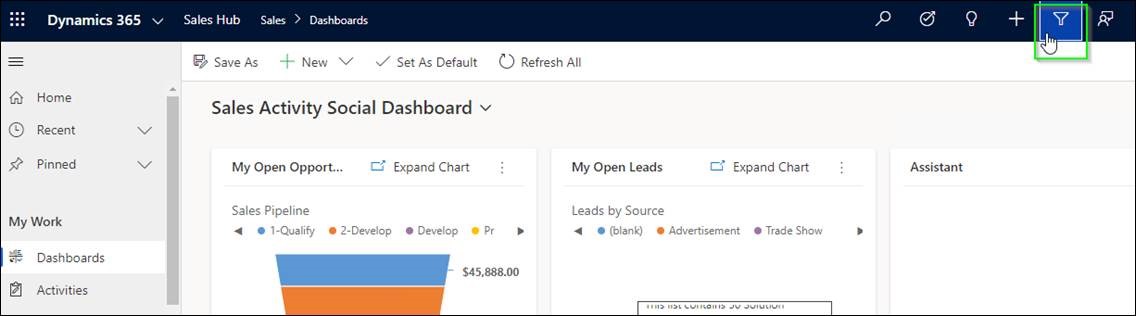 Dynamics 365 Sales Hub Sales > Dashboards
Save As New Set As Default Refresh All
Home
Recent
Pinned
My Work
Dashboards
Activities
Sales Activity Social Dashboard
My Open Opport... Expand Chart
Sales Pipeline
1-Qualify 2-Develop Develop Pr
$45,888.00
My Open Leads Expand Chart
Leads by Source
(blank) Advertisement Trade Show
This list contains 50 Solution
Assistant